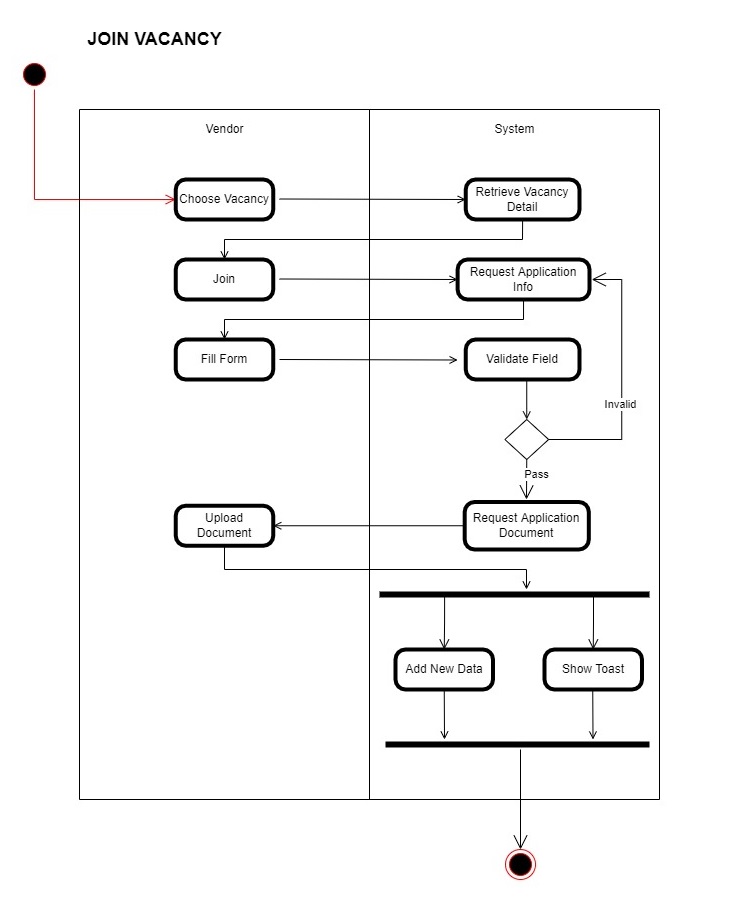 JOIN VACANCY
Vendor
System
Choose Vacancy
Retrieve Vacancy
Detail
Join
Request Application
Info
Fill Form
Validate Field
Invalid
Pass
Upload
Document
Request Application
Document
Add New Data
Show Toast